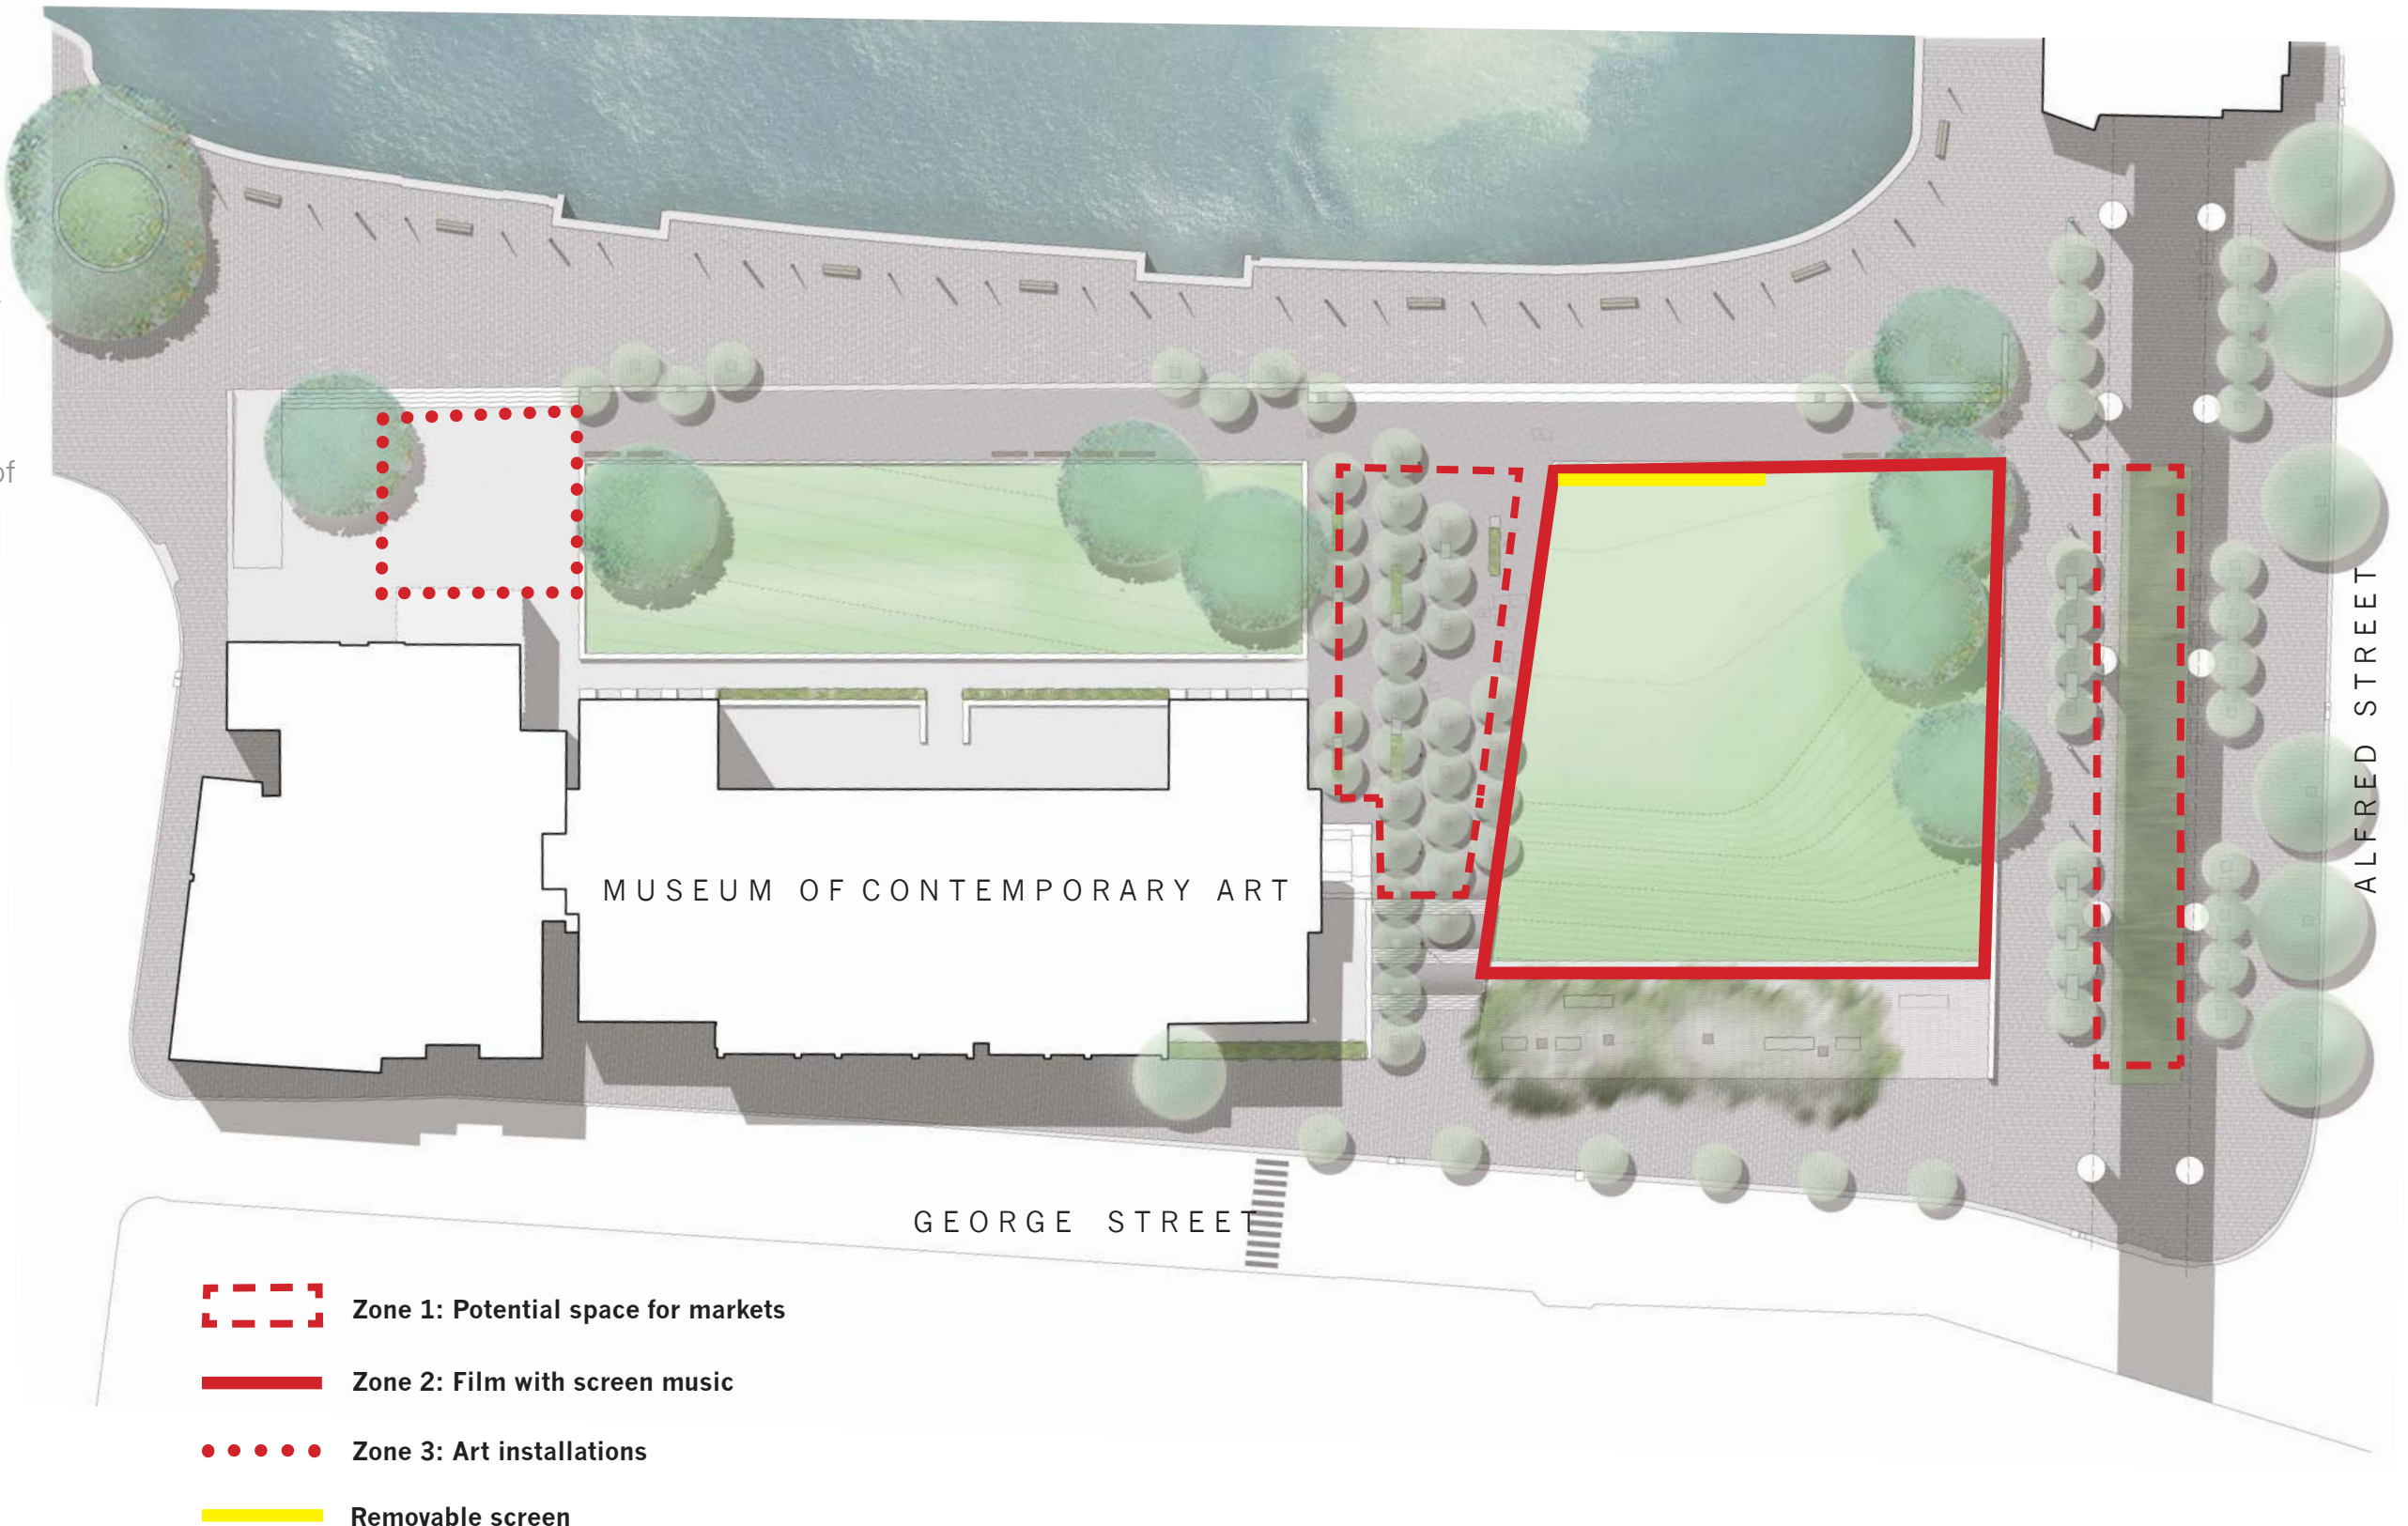 of
MUSEUM OF CONTEMPORARY ART
ALFRED STREET
GEORGE STREET
Zone 1: Potential space for markets
Zone 2: Film with screen music
Zone 3: Art installations
Removable screen